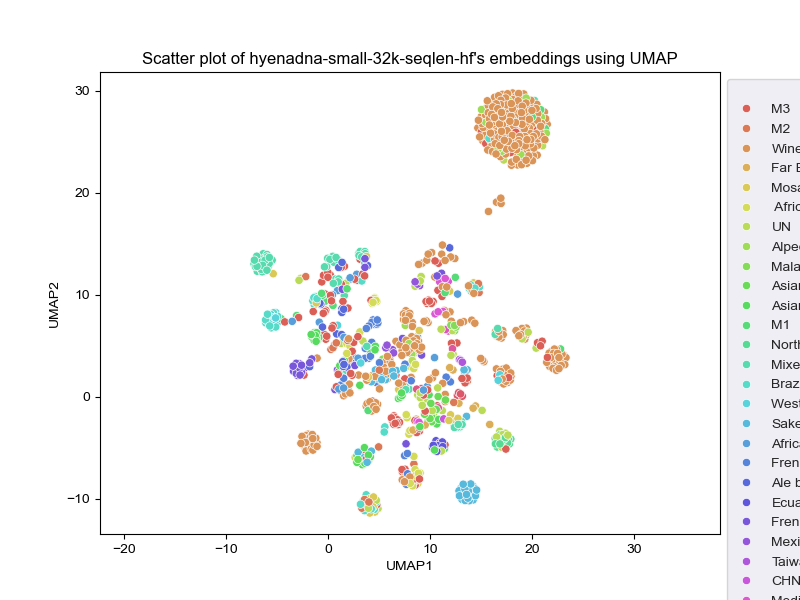 Scatter plot of hyenadna-small-32k-seqlen-hf's embeddings using UMAP
30
20
10
0
−10
−20
−10
0
10
20
30
UMAP1
UMAP2
M3
M2
Wine
Far E
Mosa
Afric
UN
Alpe
Mala
Asian
Asian
M1
North
Mixe
Braz
West
Sake
Africa
Fren
Ale b
Ecua
Fren
Mexi
Taiw
CHN